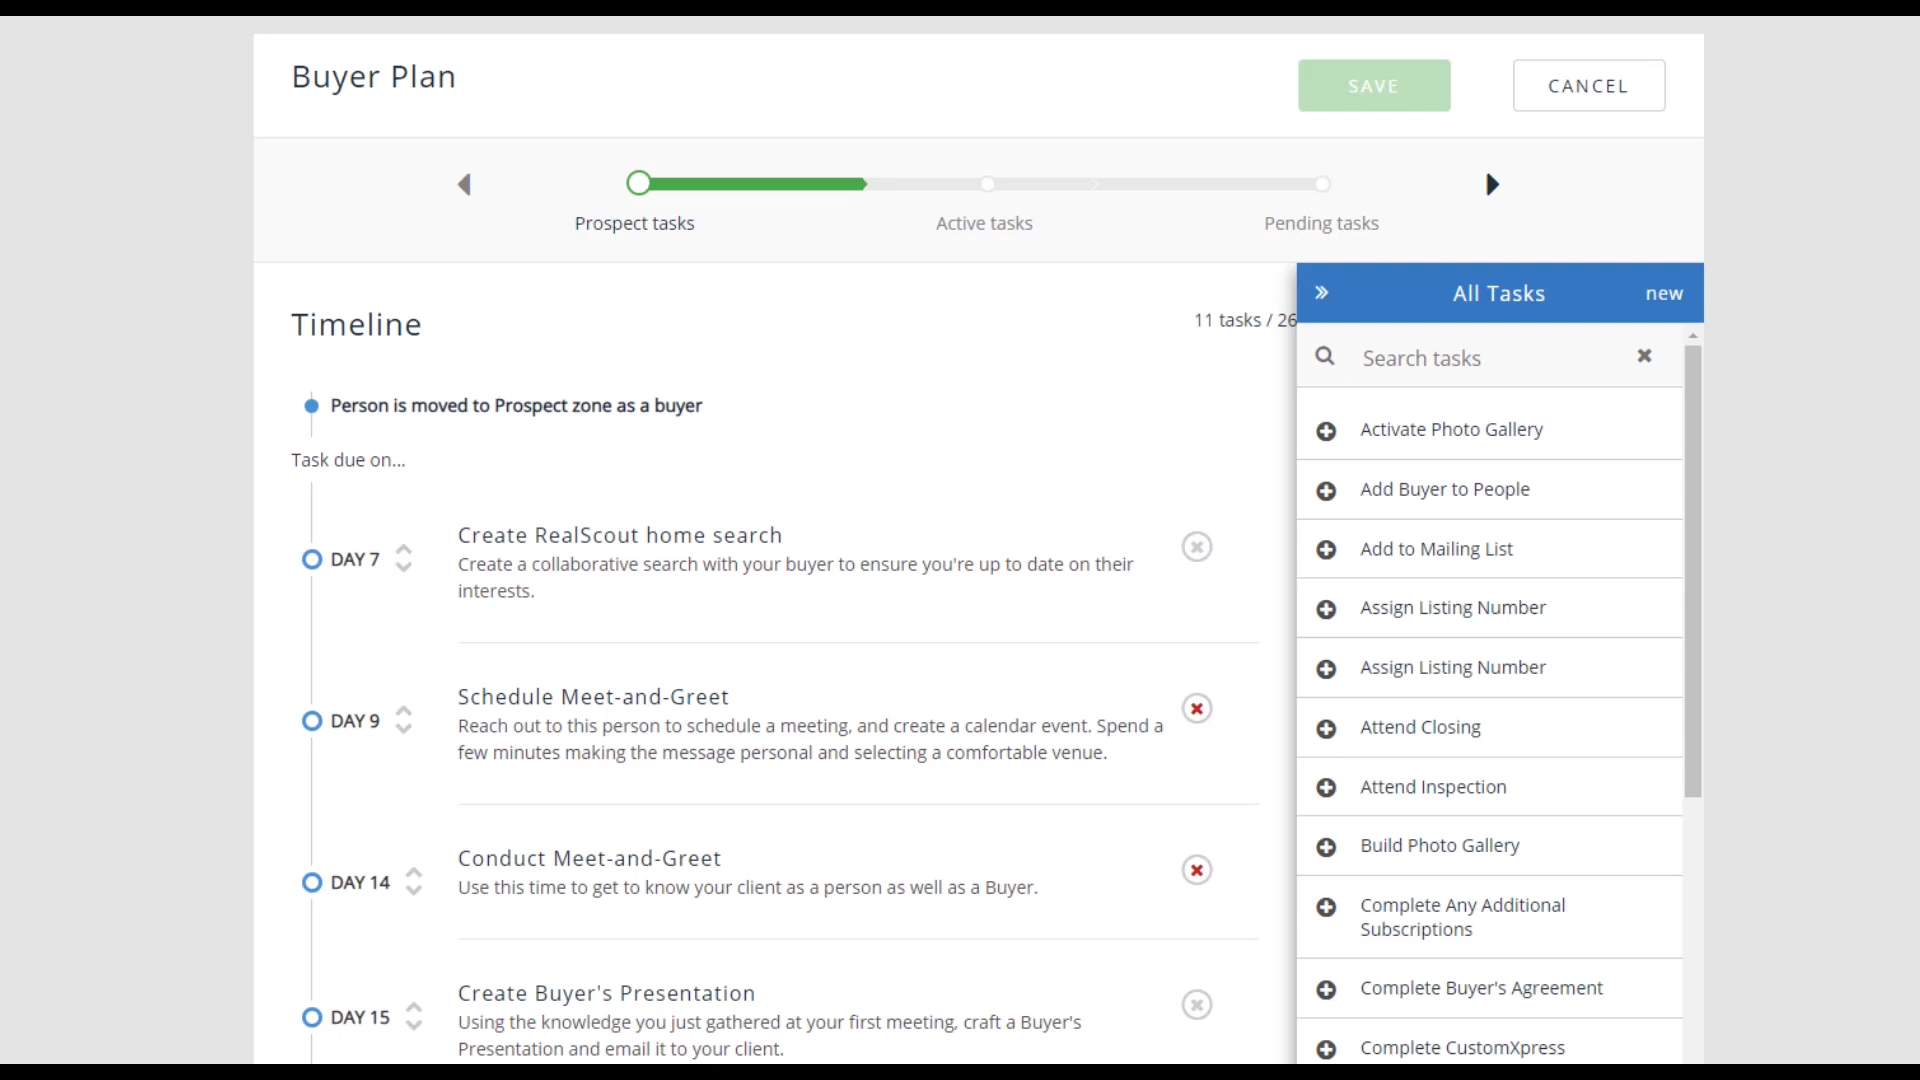 Buyer Plan
SAVE
CANCEL
Prospect tasks
Active tasks
Pending tasks
Timeline
11 tasks / 26
Person is moved to Prospect zone as a buyer
Task due on...
DAY 7
Create RealScout home search
Create a collaborative search with your buyer to ensure you're up to date on their
interests.
DAY 9
Schedule Meet-and-Greet
Reach out to this person to schedule a meeting, and create a calendar event. Spend a
few minutes making the message personal and selecting a comfortable venue.
DAY 14
Conduct Meet-and-Greet
Use this time to get to know your client as a person as well as a Buyer.
DAY 15
Create Buyer's Presentation
Using the knowledge you just gathered at your first meeting, craft a Buyer's
Presentation and email it to your client.
All Tasks
new
Search tasks
Activate Photo Gallery
Add Buyer to People
Add to Mailing List
Assign Listing Number
Assign Listing Number
Attend Closing
Attend Inspection
Build Photo Gallery
Complete Any Additional
Subscriptions
Complete Buyer's Agreement
Complete CustomXpress